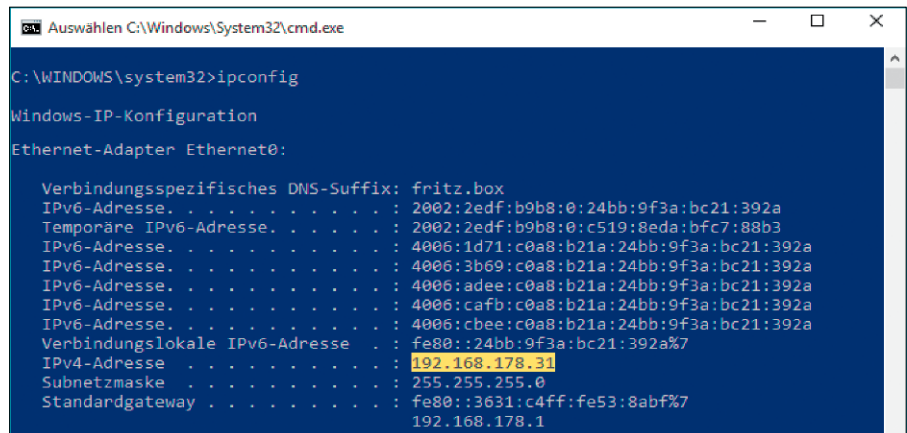 Auswählen C:\Windows\System32\cmd.exe
C:\WINDOWS\system32>ipconfig
Windows-IP-Konfiguration
Ethernet-Adapter Ethernet0:
Verbindungsspezifisches DNS-Suffix: fritz.box
IPv6-Adresse. . . . . . . . . . . : 2002:2edf:b9b8:0:24bb:9f3a:bc21:392a
Temporäre IPv6-Adresse. . . . . . : 2002:2edf:b9b8:0:c519:8eda:bfc7:88b3
IPv6-Adresse. . . . . . . . . . . : 4006:1d71:c0a8:b21a:24bb:9f3a:bc21:392a
IPv6-Adresse. . . . . . . . . . . : 4006:3b69:c0a8:b21a:24bb:9f3a:bc21:392a
IPv6-Adresse. . . . . . . . . . . : 4006:adee:c0a8:b21a:24bb:9f3a:bc21:392a
IPv6-Adresse. . . . . . . . . . . : 4006:cafb:c0a8:b21a:24bb:9f3a:bc21:392a
IPv6-Adresse. . . . . . . . . . . : 4006:cbee:c0a8:b21a:24bb:9f3a:bc21:392a
Verbindungslokale IPv6-Adresse  . : fe80::24bb:9f3a:bc21:392a%7
IPv4-Adresse  . . . . . . . . . . : 192.168.178.31
Subnetzmaske  . . . . . . . . . . : 255.255.255.0
Standardgateway . . . . . . . . . : fe80::3631:c4ff:fe53:8abf%7
192.168.178.1